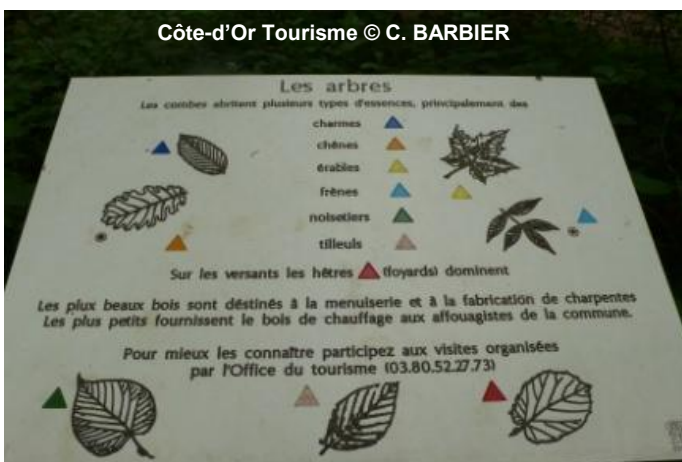 Côte-d’Or Tourisme © C. BARBIER
Les arbres
Les combes abritent plusieurs types d'essences, principalement des
charmes
chênes
érables
frênes
noisetiers
tilleuls
Sur les versants les hêtres (foyards) dominent
Les plux beaux bois sont déstinés à la menuiserie et à la fabrication de charpentes
Les plus petits fournissent le bois de chauffage aux affouagistes de la commune.
Pour mieux les connaître participez aux visites organisées
par l'Office du tourisme (03.80.52.27.73)